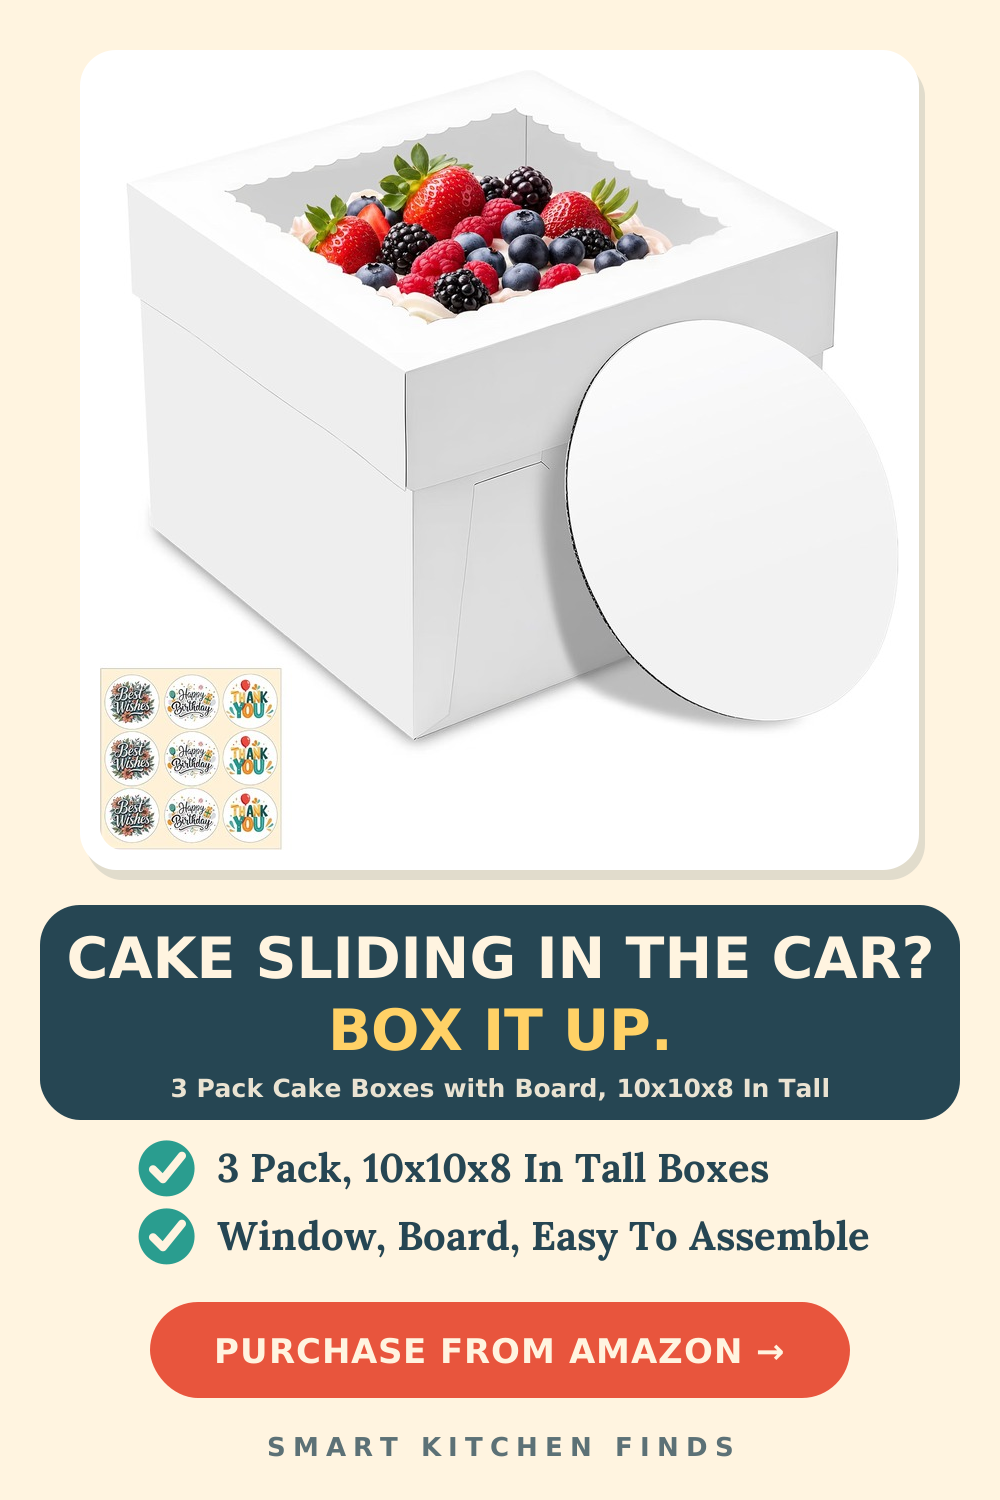 Best Wishes Happy Birthday THANK YOU
Best Wishes Happy Birthday THANK YOU
Best Wishes Happy Birthday THANK YOU
CAKE SLIDING IN THE CAR?
BOX IT UP.
3 Pack Cake Boxes with Board, 10x10x8 In Tall
3 Pack, 10x10x8 In Tall Boxes
Window, Board, Easy To Assemble
PURCHASE FROM AMAZON →
SMART KITCHEN FINDS